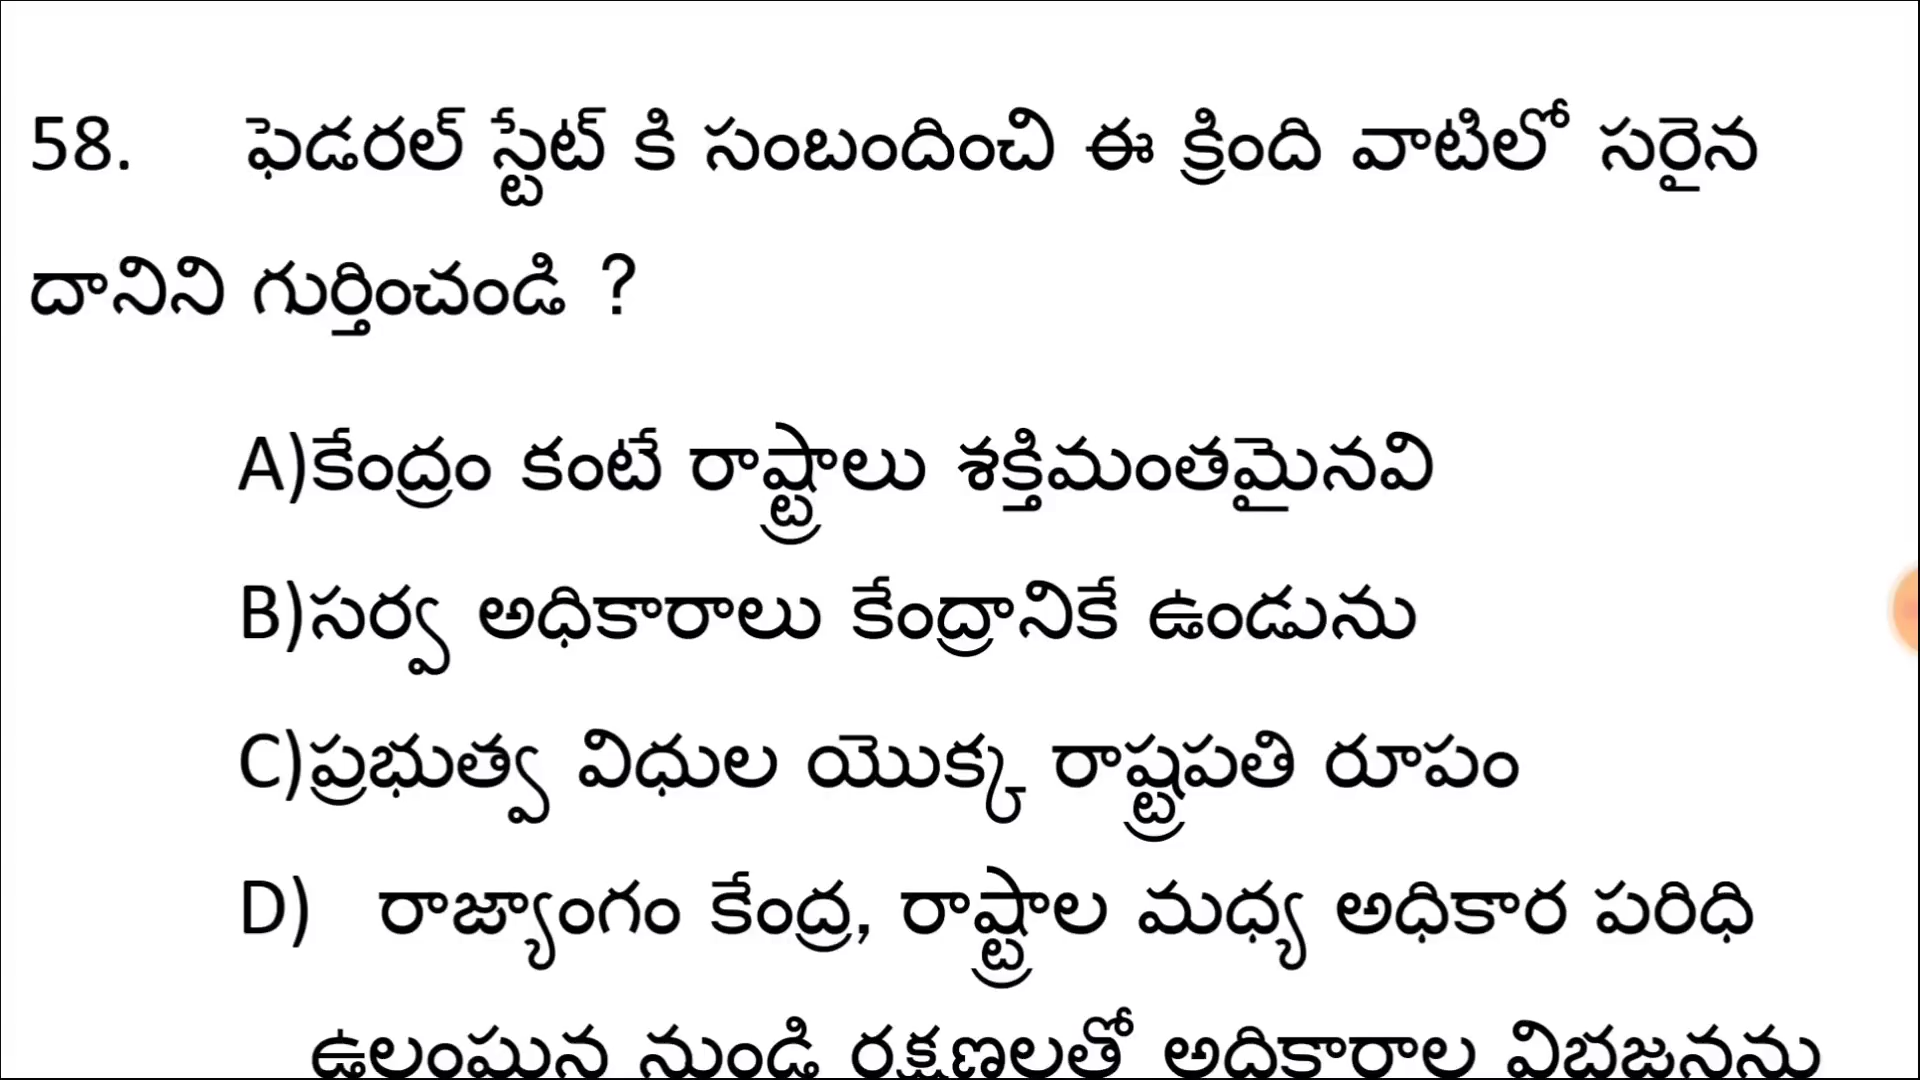 58. ఫెడరల్ స్టేట్ కి సంబందించి ఈ క్రింది వాటిలో సరైన
దానిని గుర్తించండి ?
A)కేంద్రం కంటే రాష్ట్రాలు శక్తిమంతమైనవి
B)సర్వ అధికారాలు కేంద్రానికే ఉండును
C)ప్రభుత్వ విధుల యొక్క రాష్ట్రపతి రూపం
D) రాజ్యాంగం కేంద్ర, రాష్ట్రాల మధ్య అధికార పరిధి
ఉలంఘన నుండి రక్షణలతో అధికారాల విభజనను